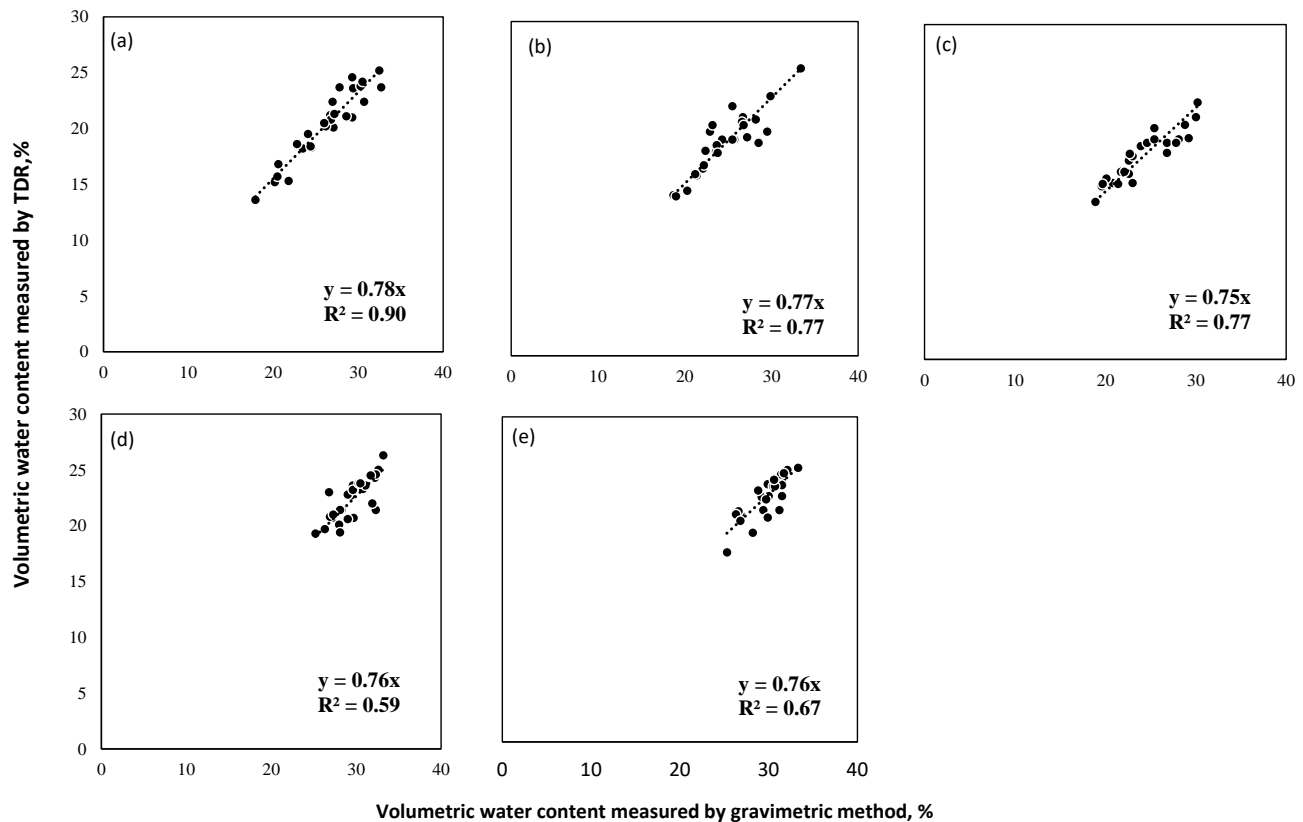 Volumetric water content measured by TDR,%
30
25
20
15
10
5
0
(a)
y = 0.78x
R² = 0.90
0 10 20 30 40
(b)
y = 0.77x
R² = 0.77
0 10 20 30 40
(c)
y = 0.75x
R² = 0.77
0 10 20 30 40
30
25
20
15
10
5
0
(d)
y = 0.76x
R² = 0.59
0 10 20 30 40
(e)
y = 0.76x
R² = 0.67
0 10 20 30 40
Volumetric water content measured by gravimetric method, %